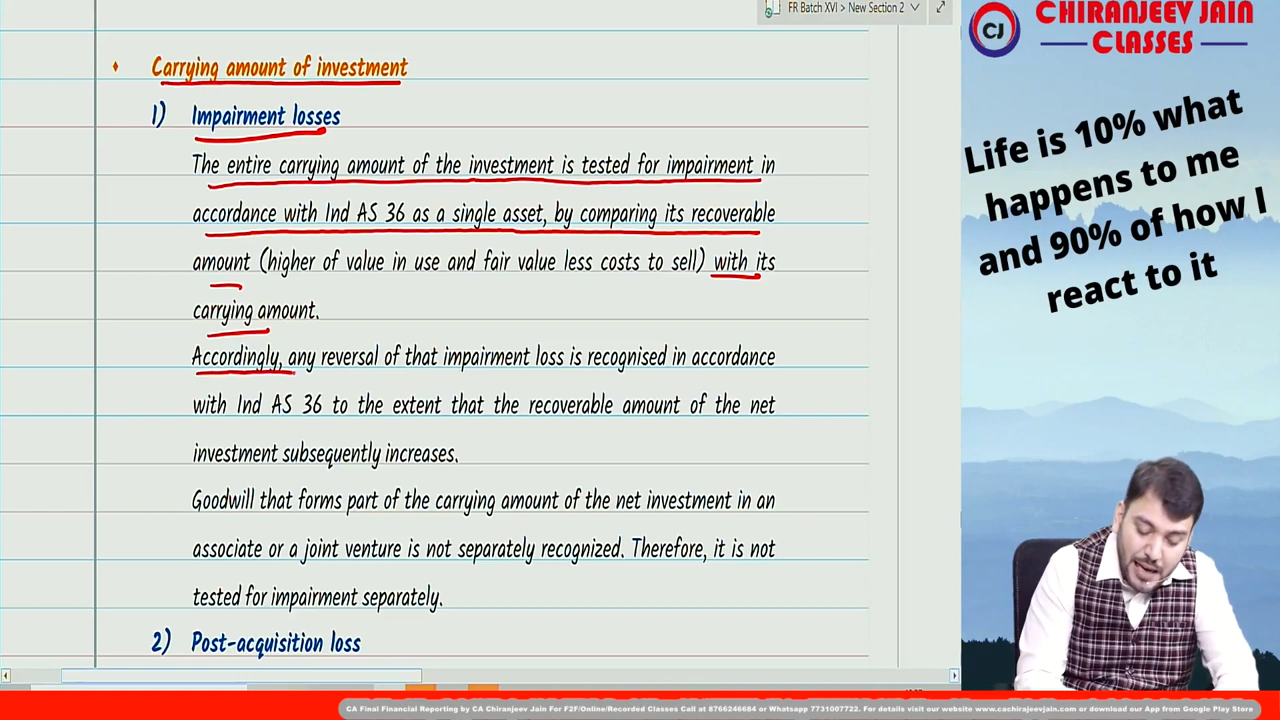 FR Batch XVI > New Section 2
Carrying amount of investment
1) Impairment losses
The entire carrying amount of the investment is tested for impairment in
accordance with Ind AS 36 as a single asset, by comparing its recoverable
amount (higher of value in use and fair value less costs to sell) with its
carrying amount.
Accordingly, any reversal of that impairment loss is recognised in accordance
with Ind AS 36 to the extent that the recoverable amount of the net
investment subsequently increases.
Goodwill that forms part of the carrying amount of the net investment in an
associate or a joint venture is not separately recognized. Therefore, it is not
tested for impairment separately.
2) Post-acquisition loss
CJ
CHIRANJEEV JAIN
CLASSES
Life is 10% what
happens to me
and 90% of how I
react to it
CA Final Financial Reporting by CA Chiranjeev Jain For F2F/Online/Recorded Classes Call at 8766246684 or Whatsapp 7731007722. For details visit our website www.cachirajeevjain.com or download our App from Google Play Store